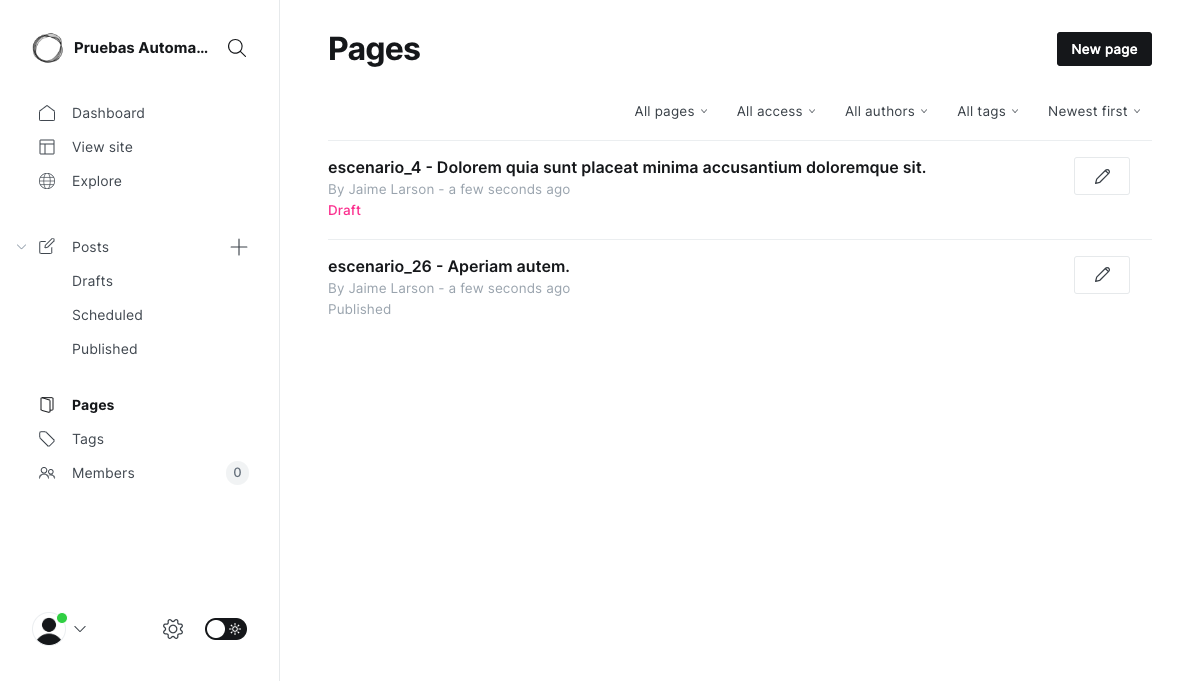 Pruebas Automa...
Dashboard
View site
Explore
Posts
Drafts
Scheduled
Published
Pages
Tags
Members
0
Pages
New page
All pages
All access
All authors
All tags
Newest first
escenario_4 - Dolorem quia sunt placeat minima accusantium doloremque sit.
By Jaime Larson - a few seconds ago
Draft
escenario_26 - Aperiam autem.
By Jaime Larson - a few seconds ago
Published